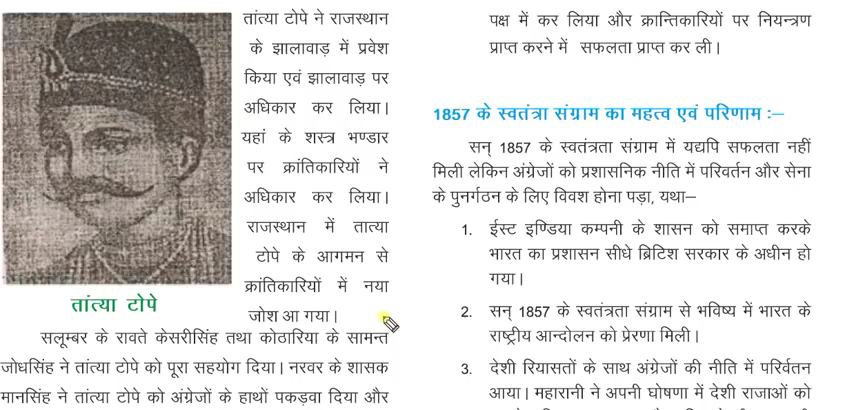 तांत्या टोपे ने राजस्थान
के झालावाड़ में प्रवेश
किया एवं झालावाड़ पर
अधिकार कर लिया।
यहां के शस्त्र भण्डार
पर क्रांतिकारियों ने
अधिकार कर लिया।
राजस्थान में तात्या
टोपे के आगमन से
क्रांतिकारियों में नया
जोश आ गया।
तांत्या टोपे
सलूम्बर के रावते केसरीसिंह तथा कोठारिया के सामन्त
जोधसिंह ने तांत्या टोपे को पूरा सहयोग दिया। नरवर के शासक
मानसिंह ने तांत्या टोपे को अंग्रेजों के हाथों पकड़वा दिया और
पक्ष में कर लिया और क्रान्तिकारियों पर नियन्त्रण
प्राप्त करने में सफलता प्राप्त कर ली।
1857 के स्वतंत्रा संग्राम का महत्व एवं परिणाम :–
सन् 1857 के स्वतंत्रता संग्राम में यद्यपि सफलता नहीं
मिली लेकिन अंग्रेजों को प्रशासनिक नीति में परिवर्तन और सेना
के पुनर्गठन के लिए विवश होना पड़ा, यथा–
1. ईस्ट इण्डिया कम्पनी के शासन को समाप्त करके
भारत का प्रशासन सीधे ब्रिटिश सरकार के अधीन हो
गया।
2. सन् 1857 के स्वतंत्रता संग्राम से भविष्य में भारत के
राष्ट्रीय आन्दोलन को प्रेरणा मिली।
3. देशी रियासतों के साथ अंग्रेजों की नीति में परिर्वतन
आया। महारानी ने अपनी घोषणा में देशी राजाओं को